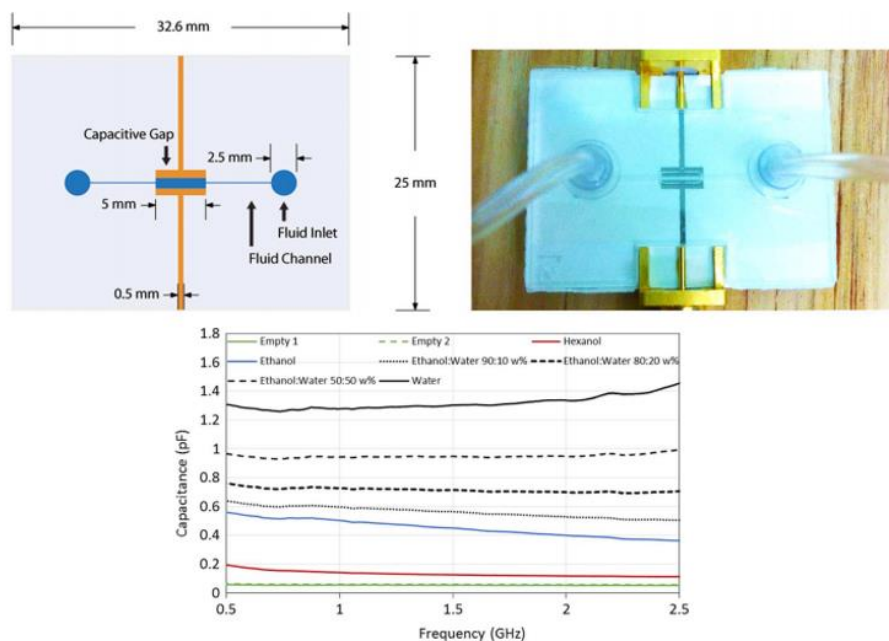 32.6 mm
Capacitive Gap
2.5 mm
25 mm
5 mm
Fluid Inlet
Fluid Channel
0.5 mm
1.8
1.6
1.4
1.2
1
0.8
0.6
0.4
0.2
0
Capacitance (pF)
Empty 1 Empty 2 Hexanol
Ethanol Ethanol:Water 90:10 w% Ethanol:Water 80:20 w%
Ethanol:Water 50:50 w% Water
0.5 1 1.5 2 2.5
Frequency (GHz)